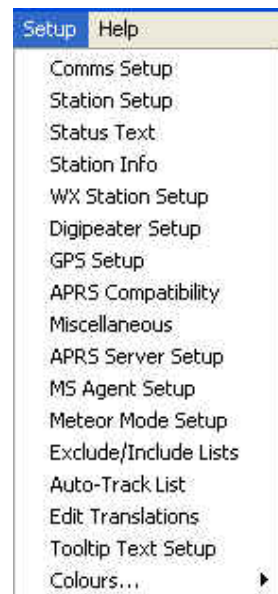 Setup Help
Comms Setup
Station Setup
Status Text
Station Info
WX Station Setup
Digipeater Setup
GPS Setup
APRS Compatibility
Miscellaneous
APRS Server Setup
MS Agent Setup
Meteor Mode Setup
Exclude/Include Lists
Auto-Track List
Edit Translations
Tooltip Text Setup
Colours...